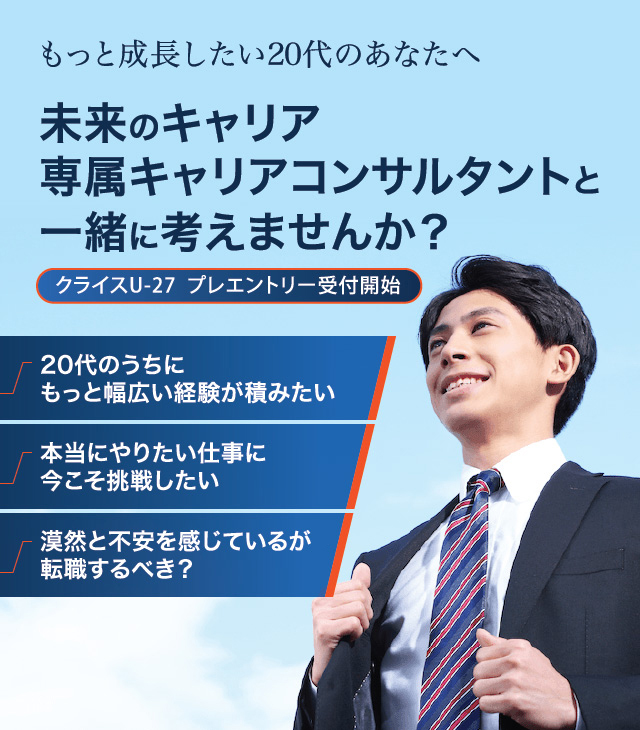 もっと成長したい20代のあなたへ
未来のキャリア
専属キャリアコンサルタントと
一緒に考えませんか?
クライスU-27 プレエントリー受付開始
20代のうちに
もっと幅広い経験が積みたい
本当にやりたい仕事に
今こそ挑戦したい
漠然と不安を感じているが
転職するべき?